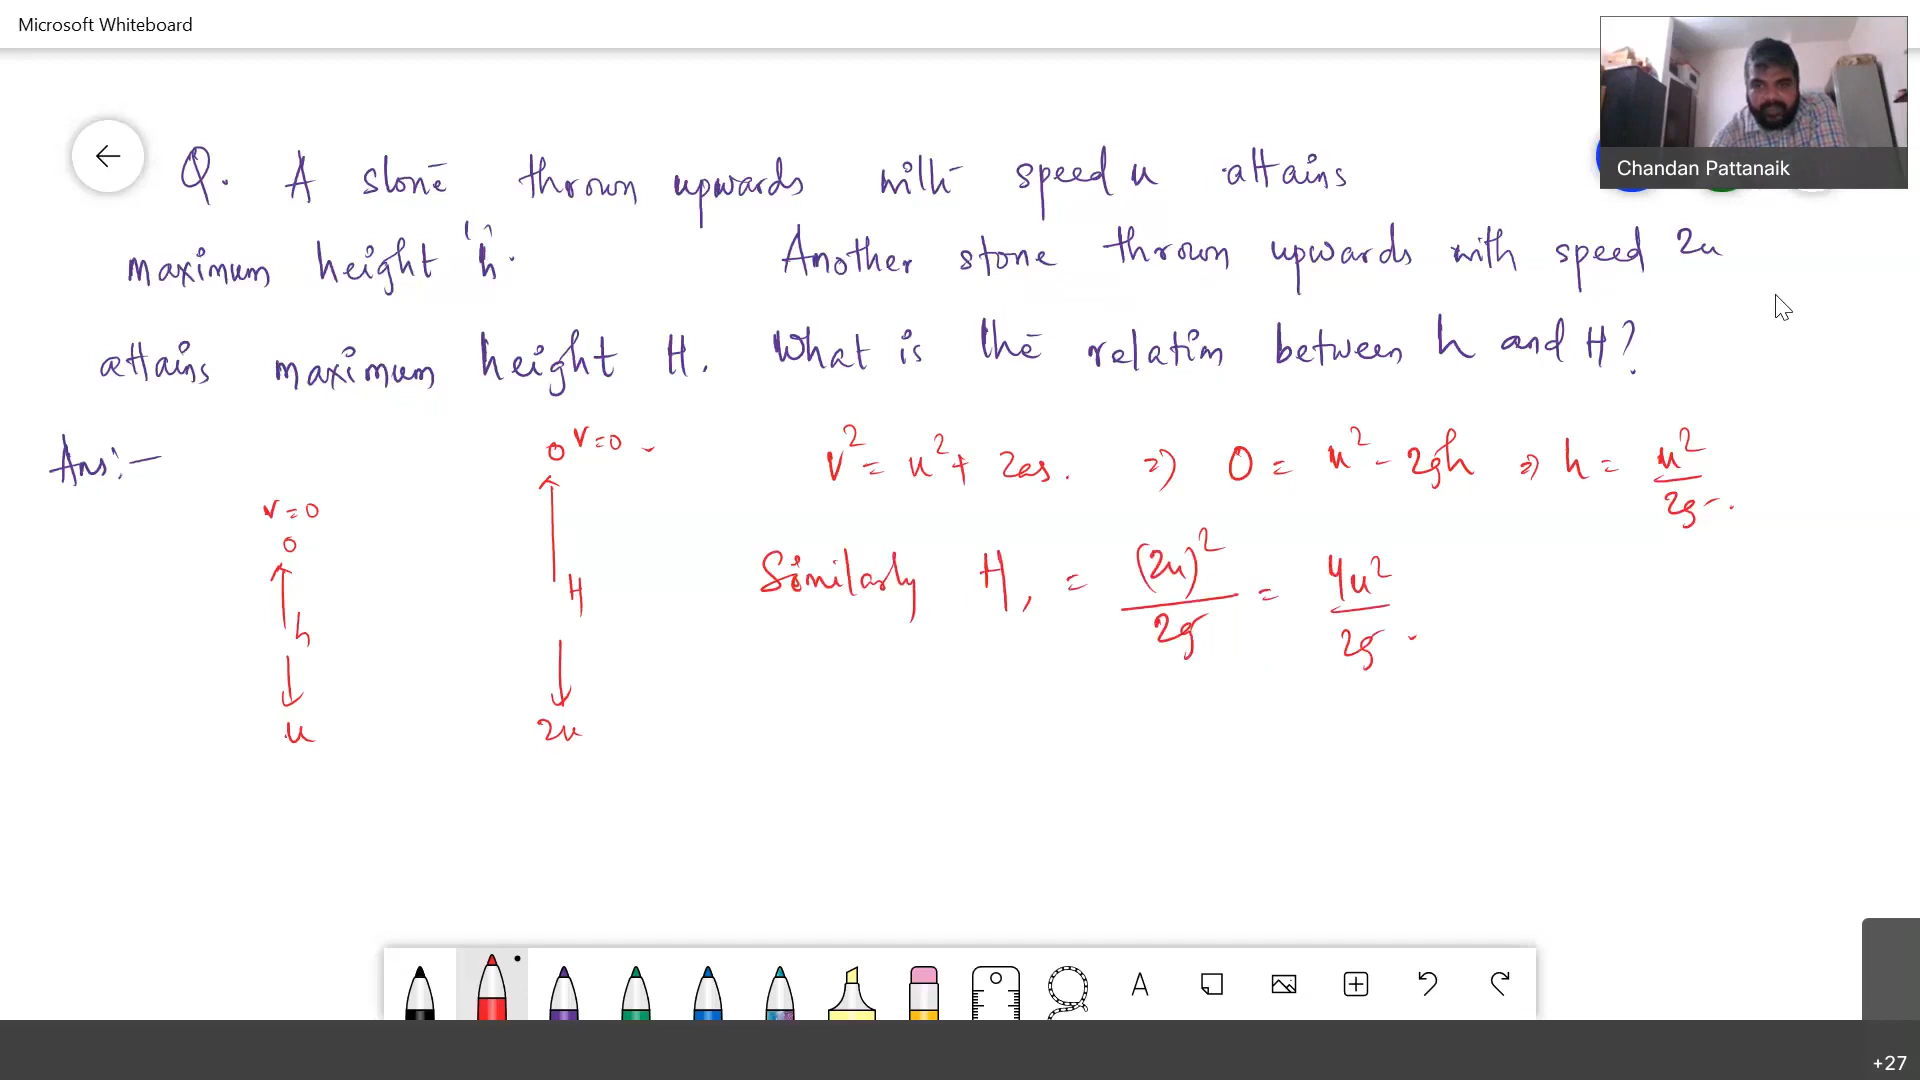 Microsoft Whiteboard
Chandan Pattanaik
Q. A stone thrown upwards with speed u attains
maximum height 'h'. Another stone thrown upwards with speed 2u
attains maximum height H. What is the relation between h and H?
Ans:-
v=0
h
u
v=0
H
2u
v² = u² + 2as. ⇒ 0 = u² - 2gh ⇒ h = u²/2g.
Similarly H, = (2u)²/2g = 4u²/2g.
A
+27